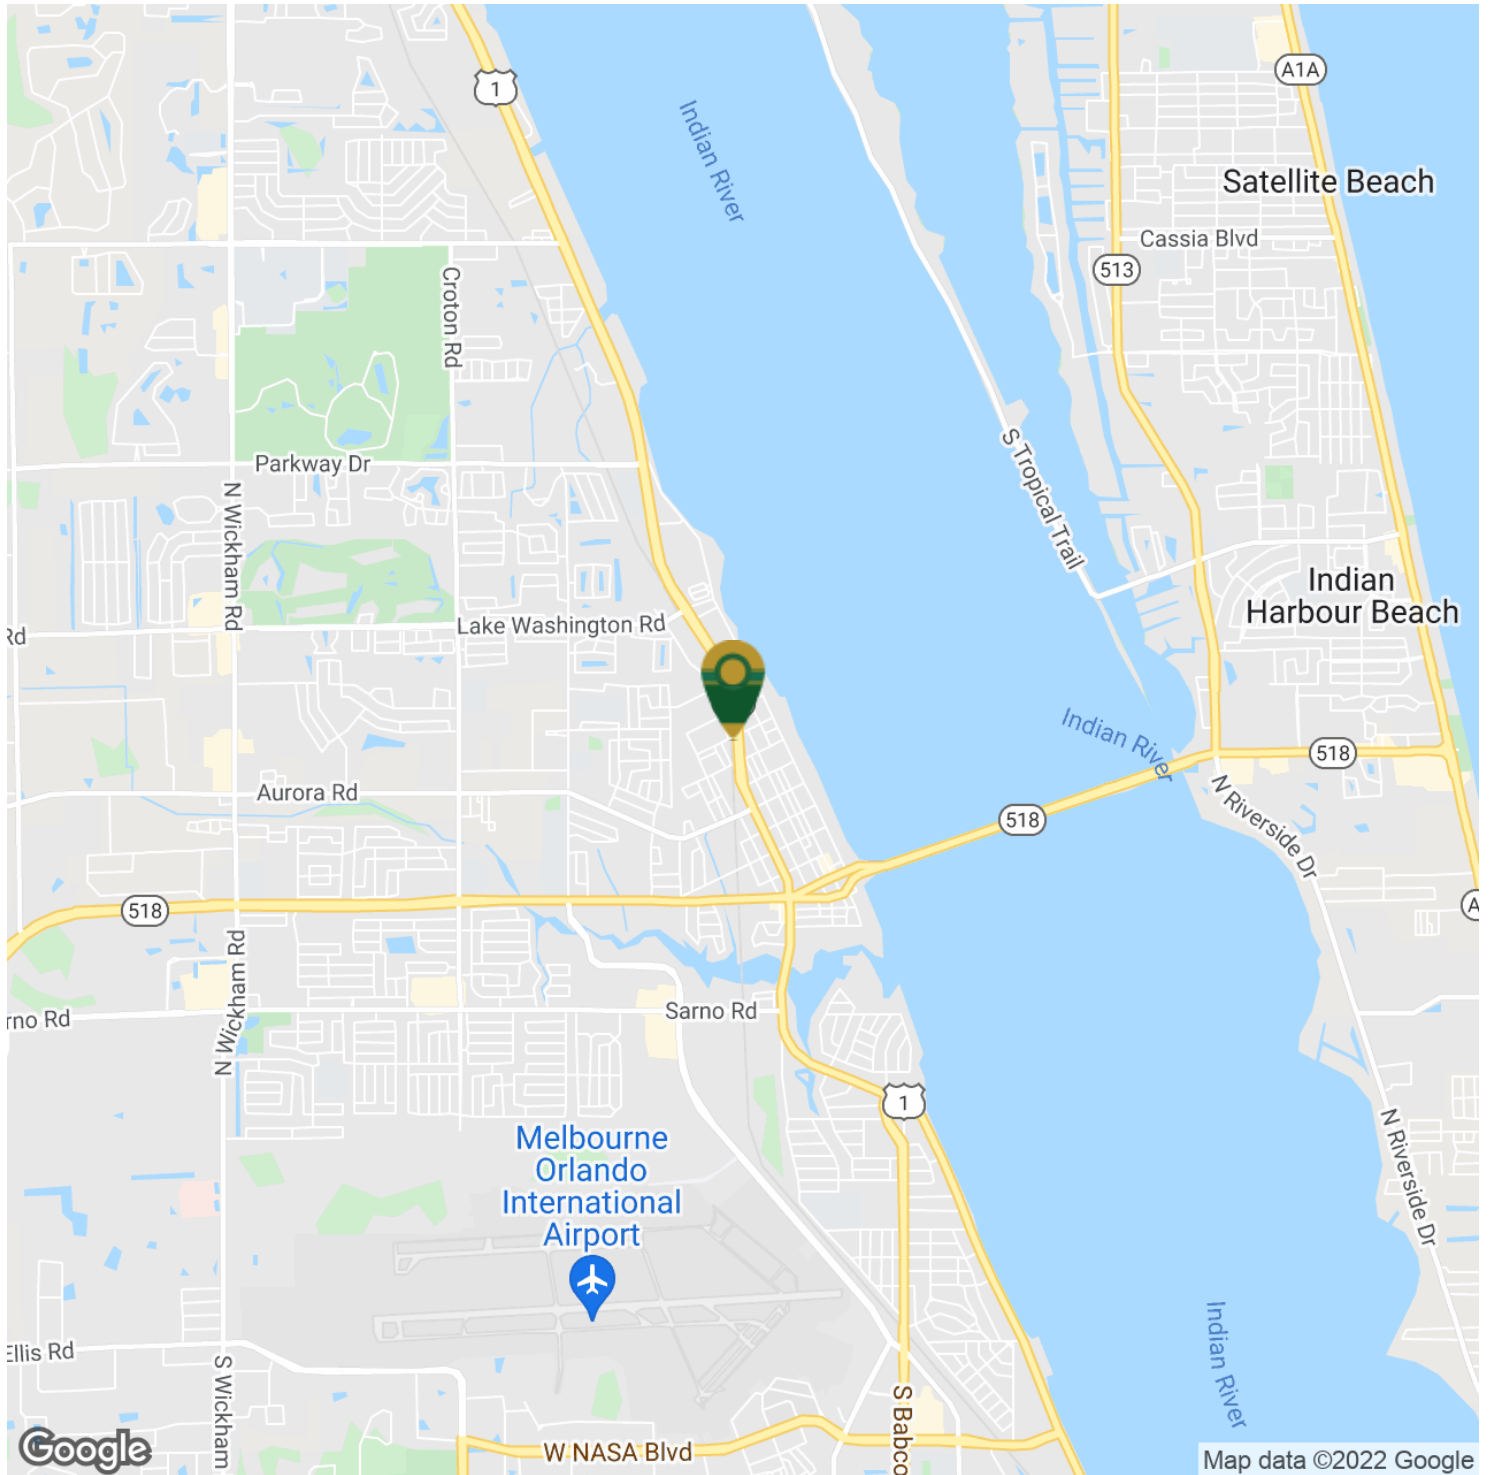 1
A1A
Indian River
Satellite Beach
Cassia Blvd
513
Croton Rd
S Tropical Trail
Parkway Dr
N Wickham Rd
Indian
Harbour Beach
Lake Washington Rd
Rd
Indian River
518
N Riverside Dr
Aurora Rd
518
518
A
N Wickham Rd
rno Rd
Sarno Rd
1
N Riverside Dr
Melbourne
Orlando
International
Airport
Indian River
Ellis Rd
S Wickham
S Babco
W NASA Blvd
Google
Map data ©2022 Google